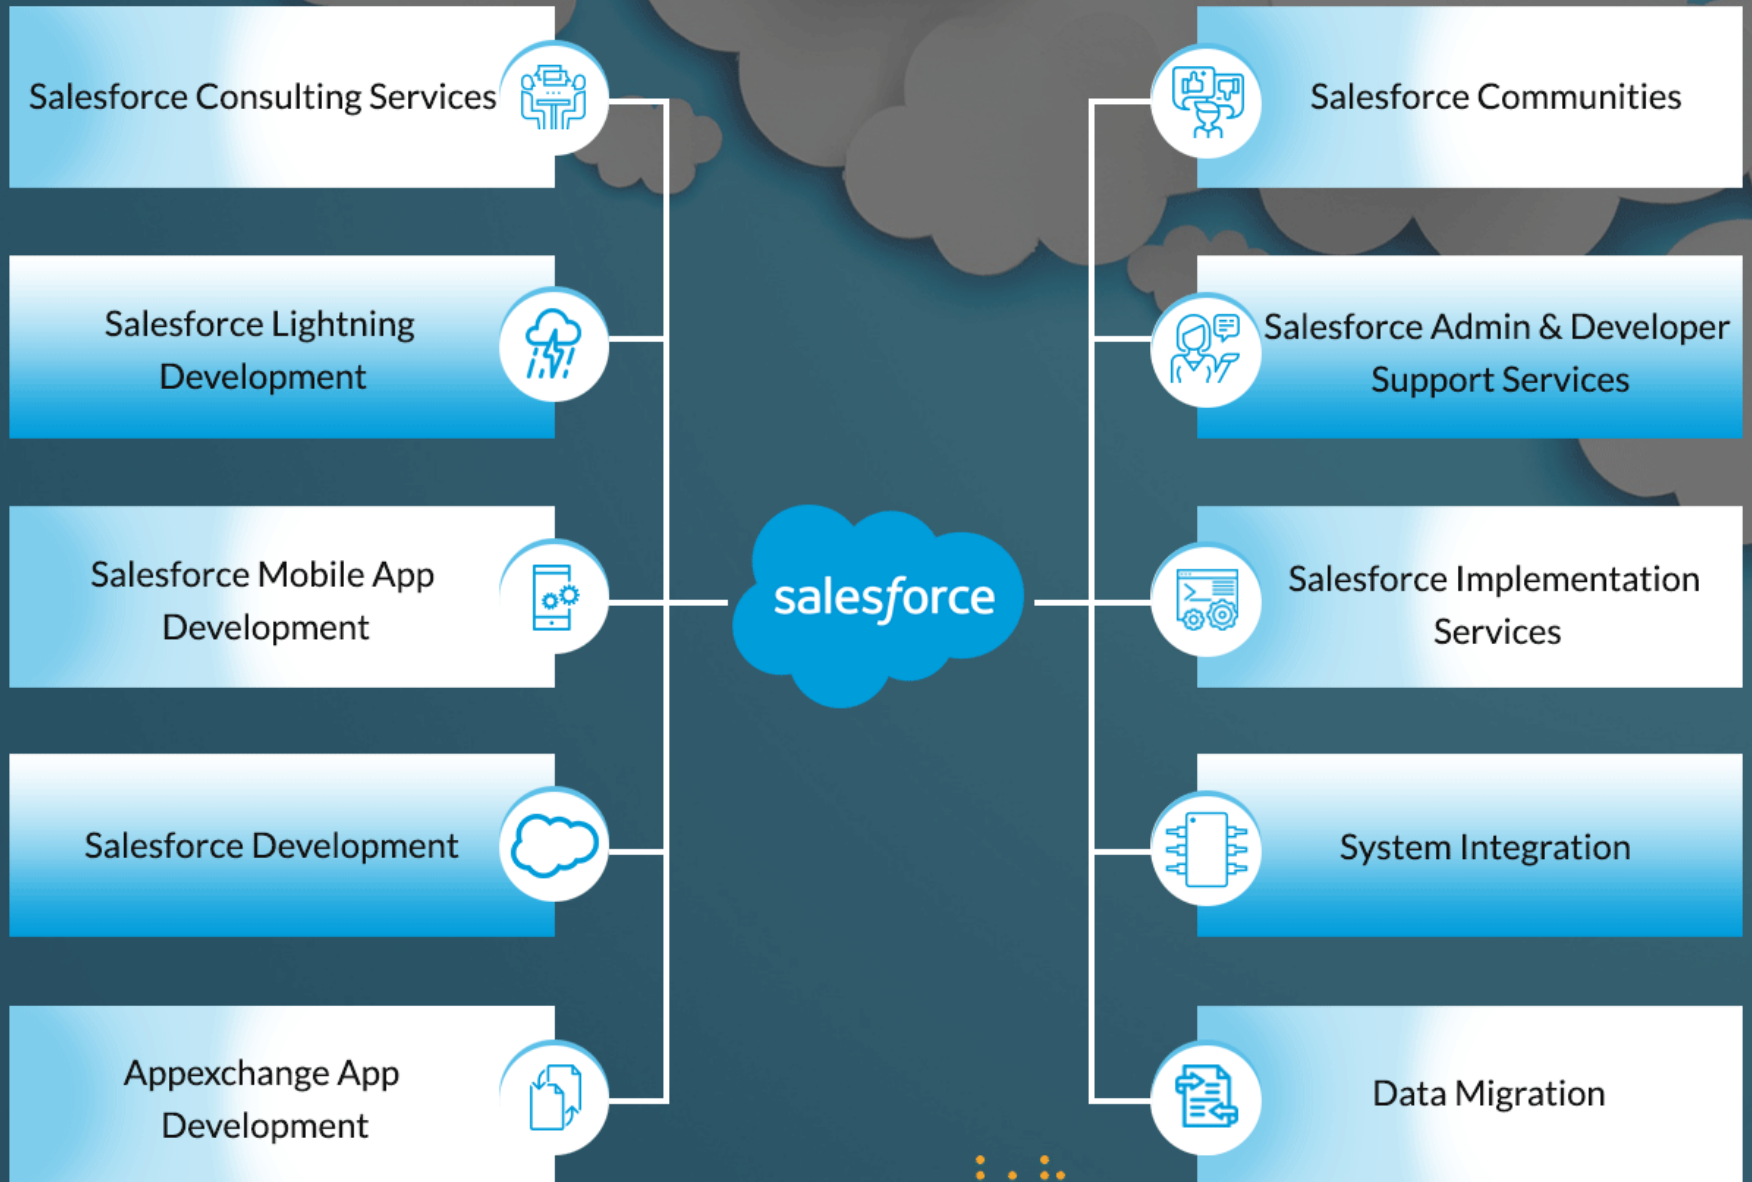 Salesforce Consulting Services
Salesforce Lightning
Development
Salesforce Mobile App
Development
Salesforce Development
Appexchange App
Development
salesforce
Salesforce Communities
Salesforce Admin & Developer
Support Services
Salesforce Implementation
Services
System Integration
Data Migration